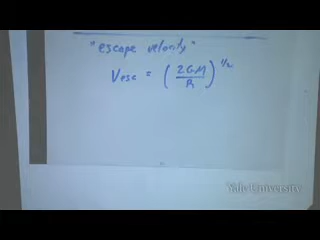 "escape velocity"
Vesc = (2GM/R)^1/2
Yale University